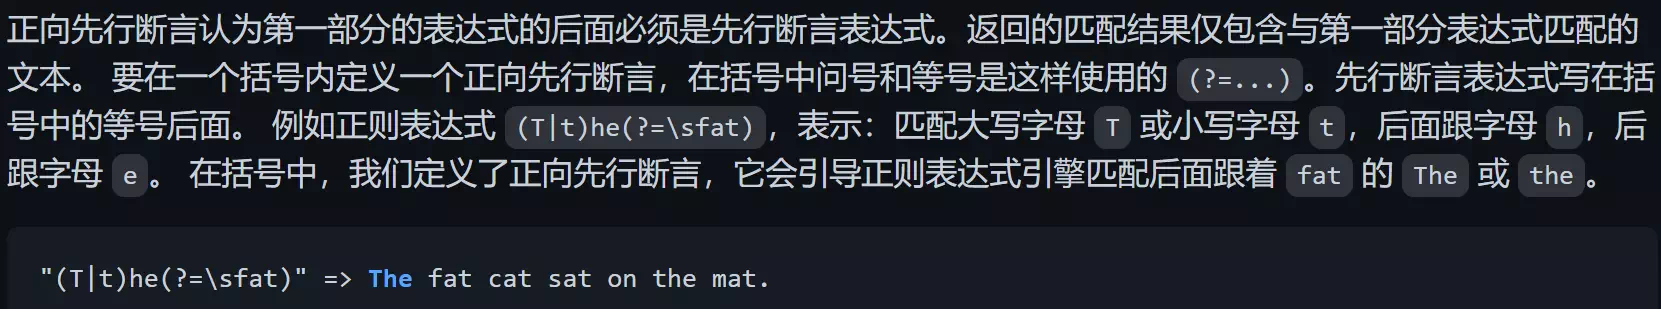 正向先行断言认为第一部分的表达式的后面必须是先行断言表达式。返回的匹配结果仅包含与第一部分表达式匹配的
文本。 要在一个括号内定义一个正向先行断言，在括号中问号和等号是这样使用的 (?=...)。先行断言表达式写在括
号中的等号后面。 例如正则表达式 (T|t)he(?=\sfat)，表示：匹配大写字母 T 或小写字母 t，后面跟字母 h，后
跟字母 e。 在括号中，我们定义了正向先行断言，它会引导正则表达式引擎匹配后面跟着 fat 的 The 或 the。
"(T|t)he(?=\sfat)" => The fat cat sat on the mat.